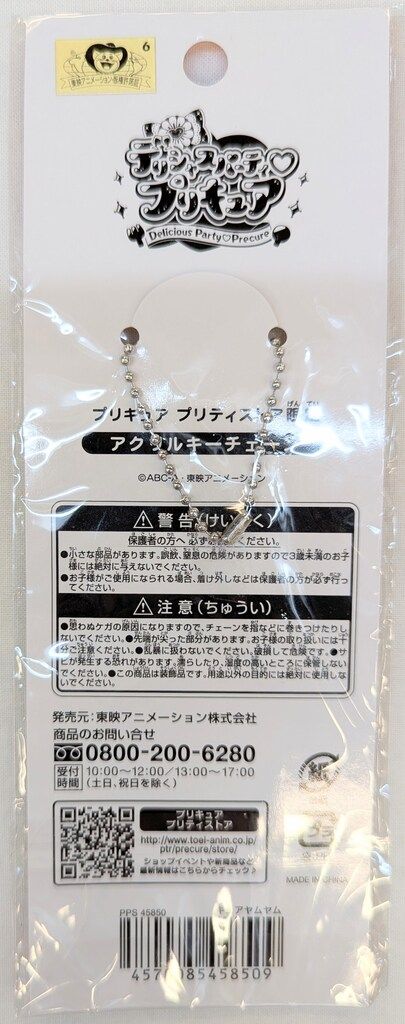 6
東映アニメーション版権許諾証
デリシャスパーティ♡
プリキュア
Delicious Party♡Precure
プリキュア プリティストア限定
アクリルキーチェーン
©ABC-A・東映アニメーション
⚠警告(けいこく)
保護者の方へ 必ずお読みください。
●小さな部品があります。誤飲、窒息の危険がありますので3歳未満のお子
様には絶対に与えないでください。
●お子様がご使用になられる場合、着け外しなどは保護者の方が必ず行っ
てください。
⚠注意(ちゅうい)
●思わぬケガの原因になりますので、チェーンを指などに巻きつけたりし
ないでください。●先端が尖った部分があります。お子様の取り扱いには十
分ご注意ください。●乱暴に扱わないでください。破損して危険です。●サ
ビが発生する恐れがあります。濡らしたり、湿度の高いところに保管しない
でください。●この商品は装飾品です。用途以外の目的には絶対に使用しな
いでください。
発売元:東映アニメーション株式会社
商品のお問い合せ
0800-200-6280
受付時間 10:00〜12:00/13:00〜17:00
(土日、祝日を除く)
プリキュア
プリティストア
http://www.toei-anim.co.jp/
ptr/precure/store/
ショップイベントや新商品など
最新情報はこちらからチェック♪
紙
プラ
MADE IN CHINA
PPS 45850
アヤムヤム